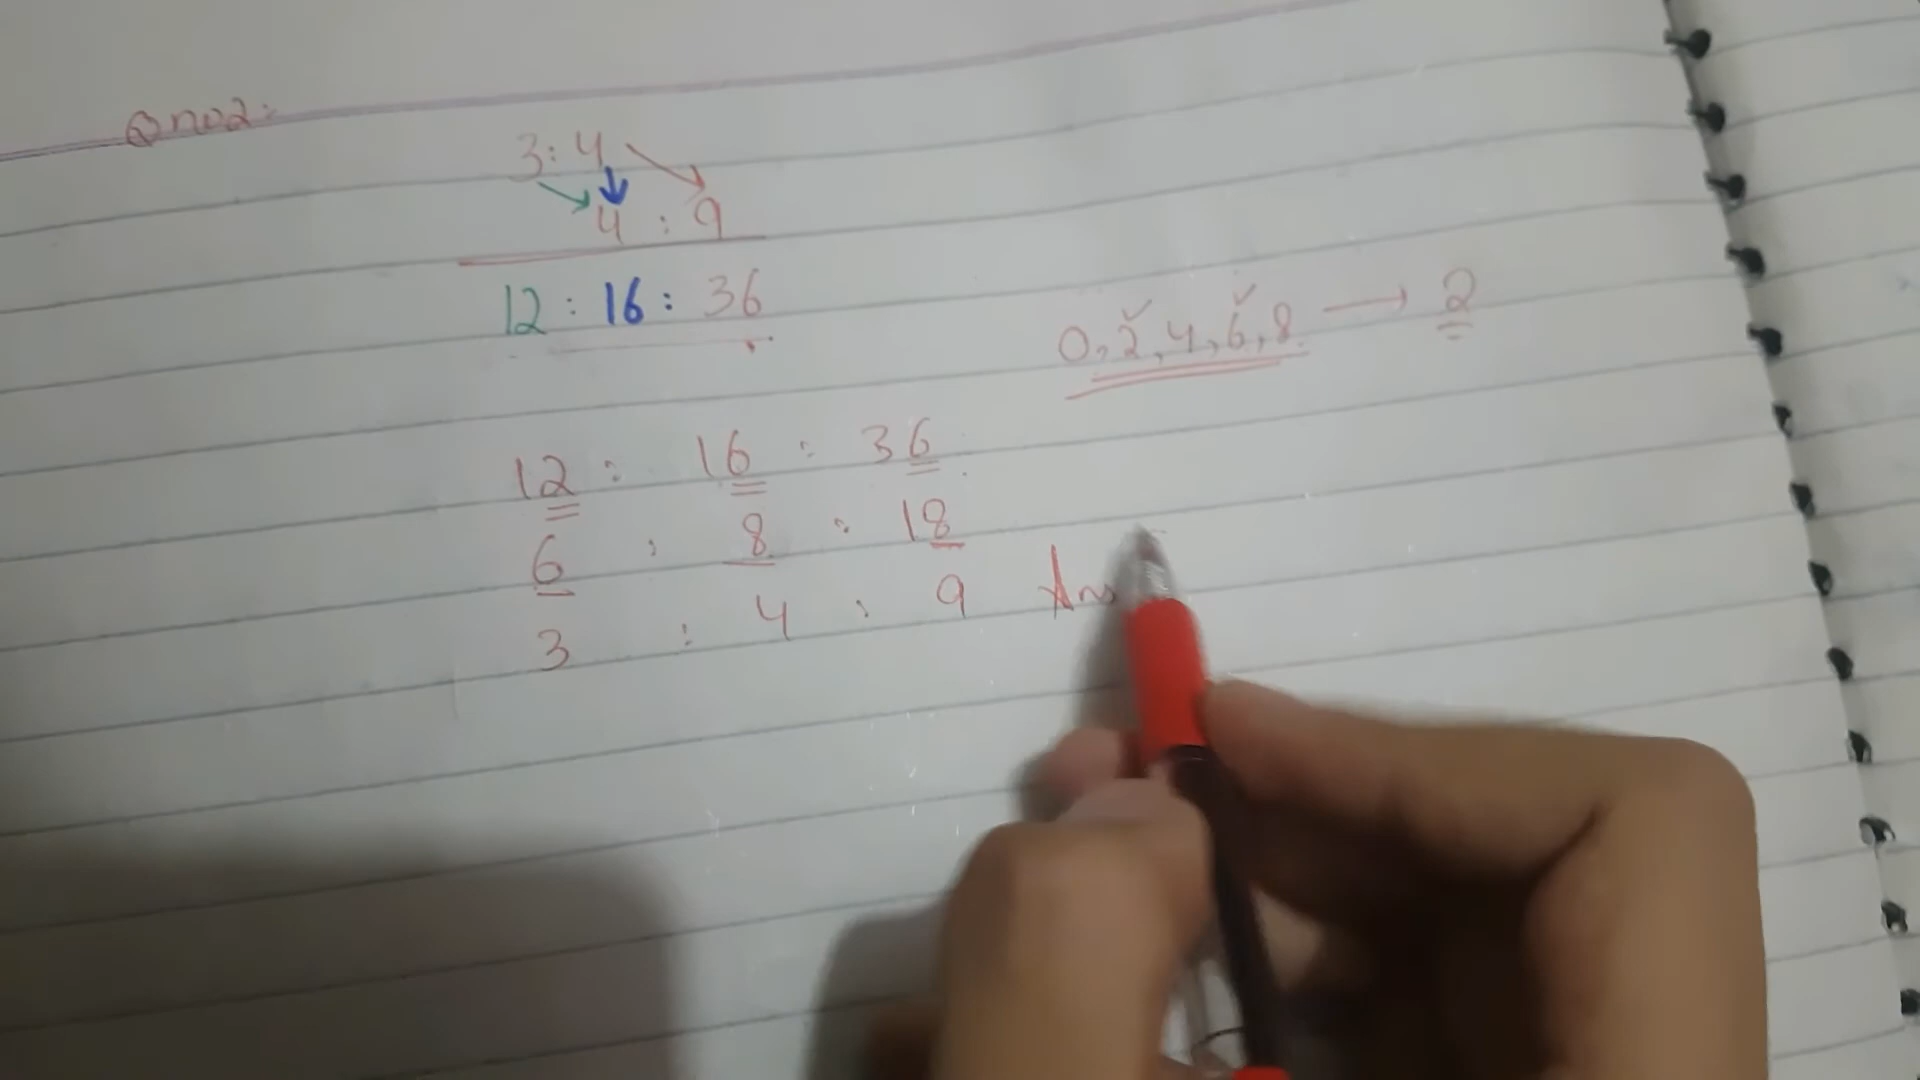 Q no2:
3 : 4
4 : 9
12 : 16 : 36
0, 2, 4, 6, 8 → 2
12 : 16 : 36
6 : 8 : 18
3 : 4 : 9 Ans